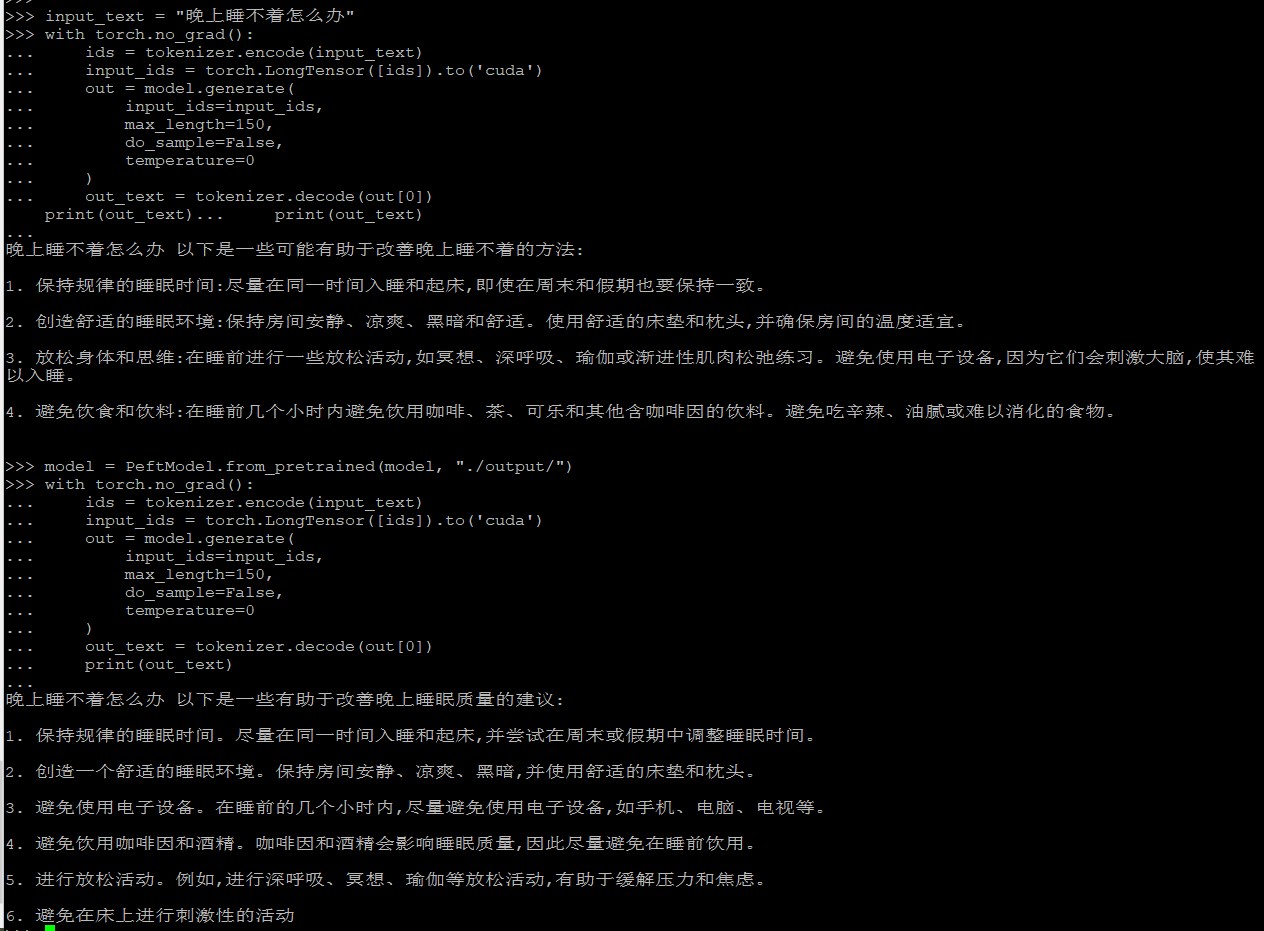 >>> input_text = "晚上睡不着怎么办"
>>> with torch.no_grad():
...     ids = tokenizer.encode(input_text)
...     input_ids = torch.LongTensor([ids]).to('cuda')
...     out = model.generate(
...         input_ids=input_ids,
...         max_length=150,
...         do_sample=False,
...         temperature=0
...     )
...     out_text = tokenizer.decode(out[0])
    print(out_text)...     print(out_text)
...
晚上睡不着怎么办 以下是一些可能有助于改善晚上睡不着的方法:
1. 保持规律的睡眠时间:尽量在同一时间入睡和起床,即使在周末和假期也要保持一致。
2. 创造舒适的睡眠环境:保持房间安静、凉爽、黑暗和舒适。使用舒适的床垫和枕头,并确保房间的温度适宜。
3. 放松身体和思维:在睡前进行一些放松活动,如冥想、深呼吸、瑜伽或渐进性肌肉松弛练习。避免使用电子设备,因为它们会刺激大脑,使其难
以入睡。
4. 避免饮食和饮料:在睡前几个小时内避免饮用咖啡、茶、可乐和其他含咖啡因的饮料。避免吃辛辣、油腻或难以消化的食物。
>>> model = PeftModel.from_pretrained(model, "./output/")
>>> with torch.no_grad():
...     ids = tokenizer.encode(input_text)
...     input_ids = torch.LongTensor([ids]).to('cuda')
...     out = model.generate(
...         input_ids=input_ids,
...         max_length=150,
...         do_sample=False,
...         temperature=0
...     )
...     out_text = tokenizer.decode(out[0])
...     print(out_text)
...
晚上睡不着怎么办 以下是一些有助于改善晚上睡眠质量的建议:
1. 保持规律的睡眠时间。尽量在同一时间入睡和起床,并尝试在周末或假期中调整睡眠时间。
2. 创造一个舒适的睡眠环境。保持房间安静、凉爽、黑暗,并使用舒适的床垫和枕头。
3. 避免使用电子设备。在睡前的几个小时内,尽量避免使用电子设备,如手机、电脑、电视等。
4. 避免饮用咖啡因和酒精。咖啡因和酒精会影响睡眠质量,因此尽量避免在睡前饮用。
5. 进行放松活动。例如,进行深呼吸、冥想、瑜伽等放松活动,有助于缓解压力和焦虑。
6. 避免在床上进行刺激性的活动